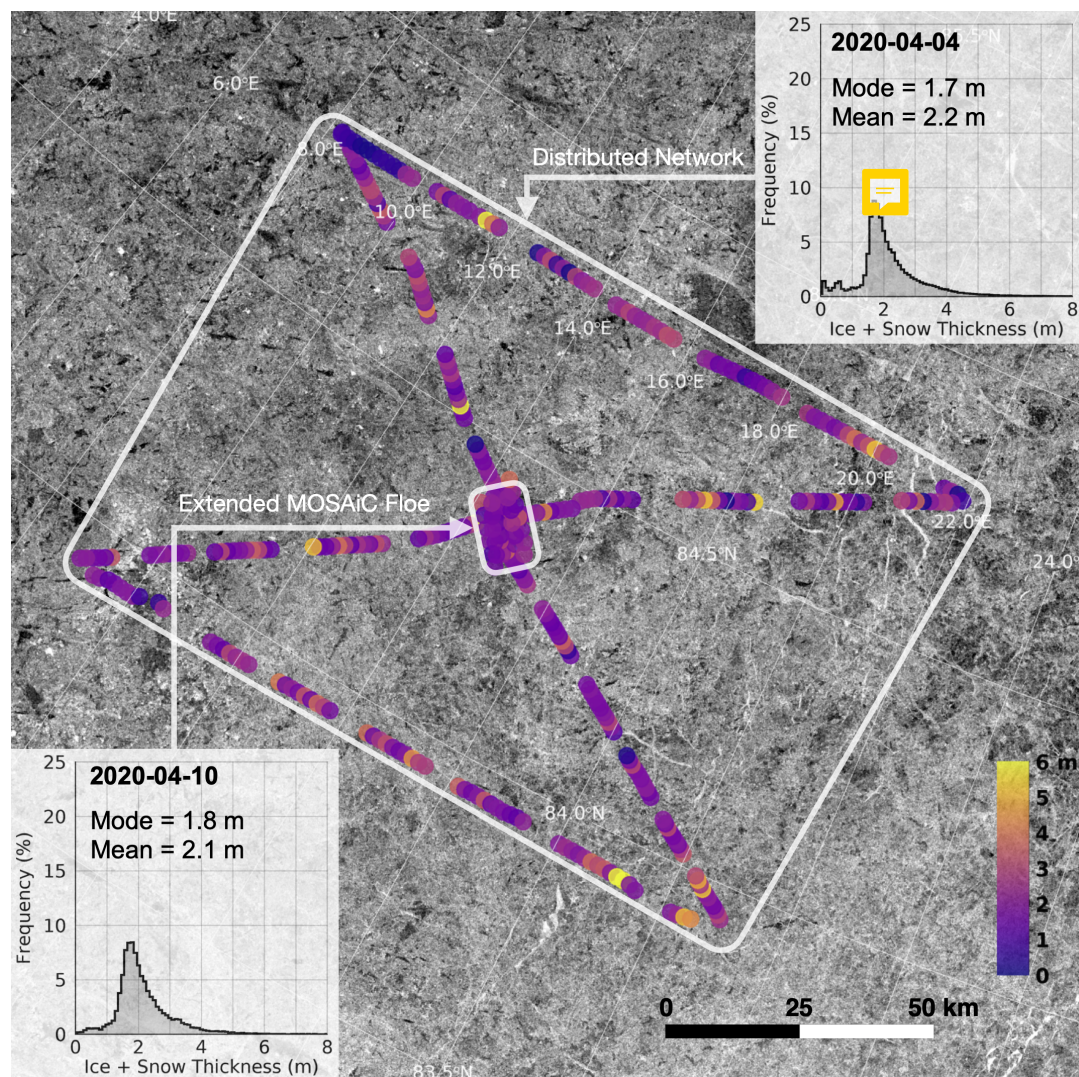 4.0°E
6.0°E
8.0°E
10.0°E
12.0°E
14.0°E
16.0°E
18.0°E
20.0°E
22.0°E
24.0°
84.5°N
84.0°N
83.5°N
Distributed Network
Extended MOSAiC Floe
2020-04-04
Mode = 1.7 m
Mean = 2.2 m
Frequency (%)
25
20
15
10
5
0
0 2 4 6 8
Ice + Snow Thickness (m)
2020-04-10
Mode = 1.8 m
Mean = 2.1 m
Frequency (%)
25
20
15
10
5
0
0 2 4 6 8
Ice + Snow Thickness (m)
6 m
5
4
3
2
1
0
0 25 50 km